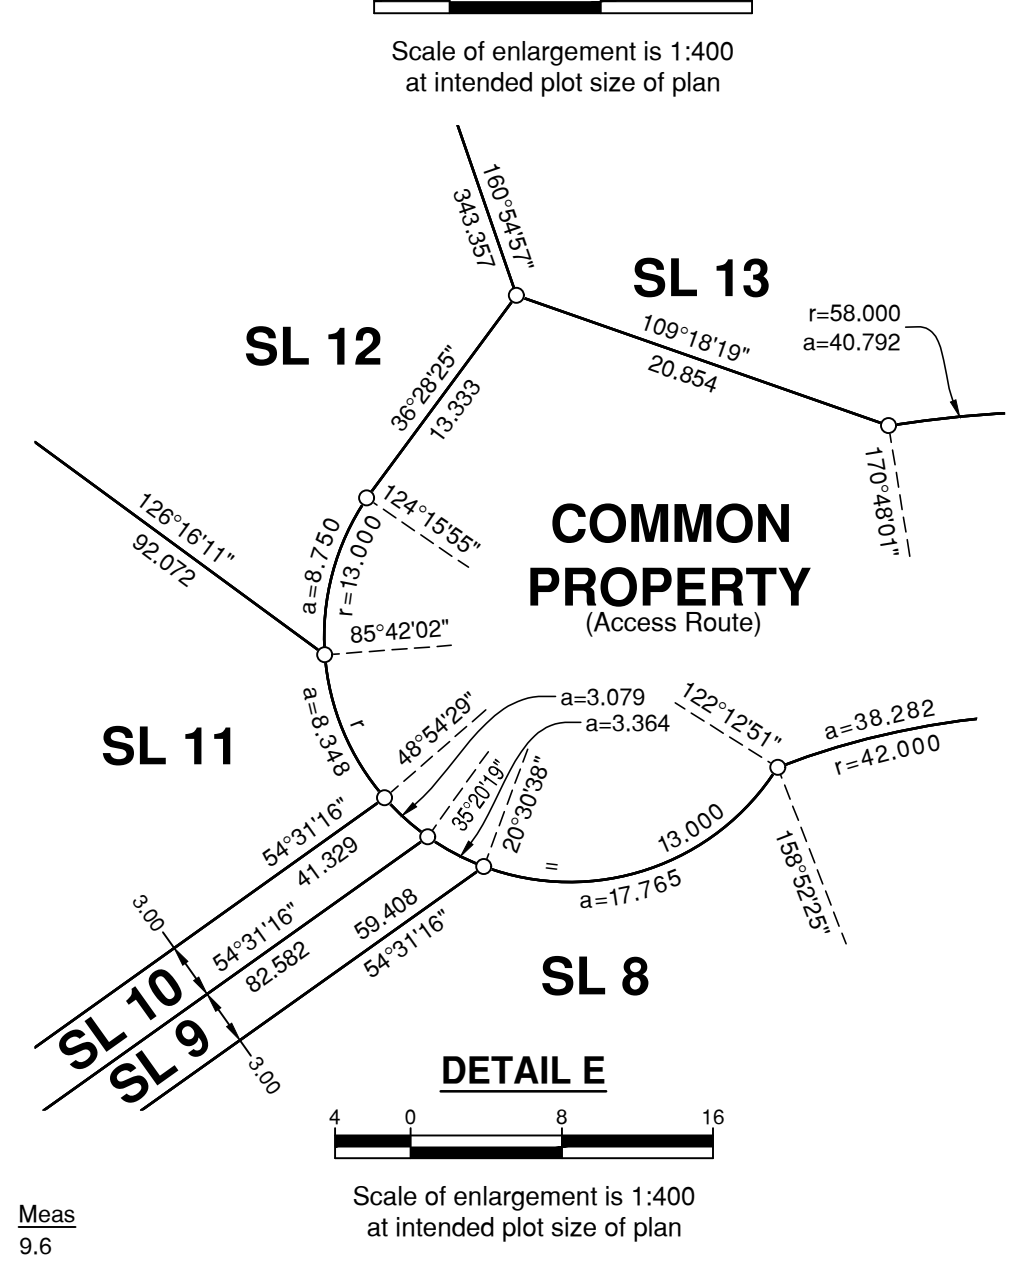 Scale of enlargement is 1:400
at intended plot size of plan
160°54'57"
343.357
SL 13
r=58.000
a=40.792
SL 12
109°18'19"
20.854
36°28'25"
13.333
170°48'01"
126°16'11"
92.072
124°15'55"
a=8.750
r=13.000
COMMON
PROPERTY
(Access Route)
85°42'02"
a=8.348
r
48°54'29"
a=3.079
a=3.364
122°12'51"
a=38.282
r=42.000
SL 11
35°20'19"
20°30'38"
=
13.000
a=17.765
158°52'25"
54°31'16"
41.329
3.00
54°31'16"
82.582
59.408
54°31'16"
SL 8
SL 10
SL 9
3.00
DETAIL E
4 0 8 16
Scale of enlargement is 1:400
at intended plot size of plan
Meas
9.6